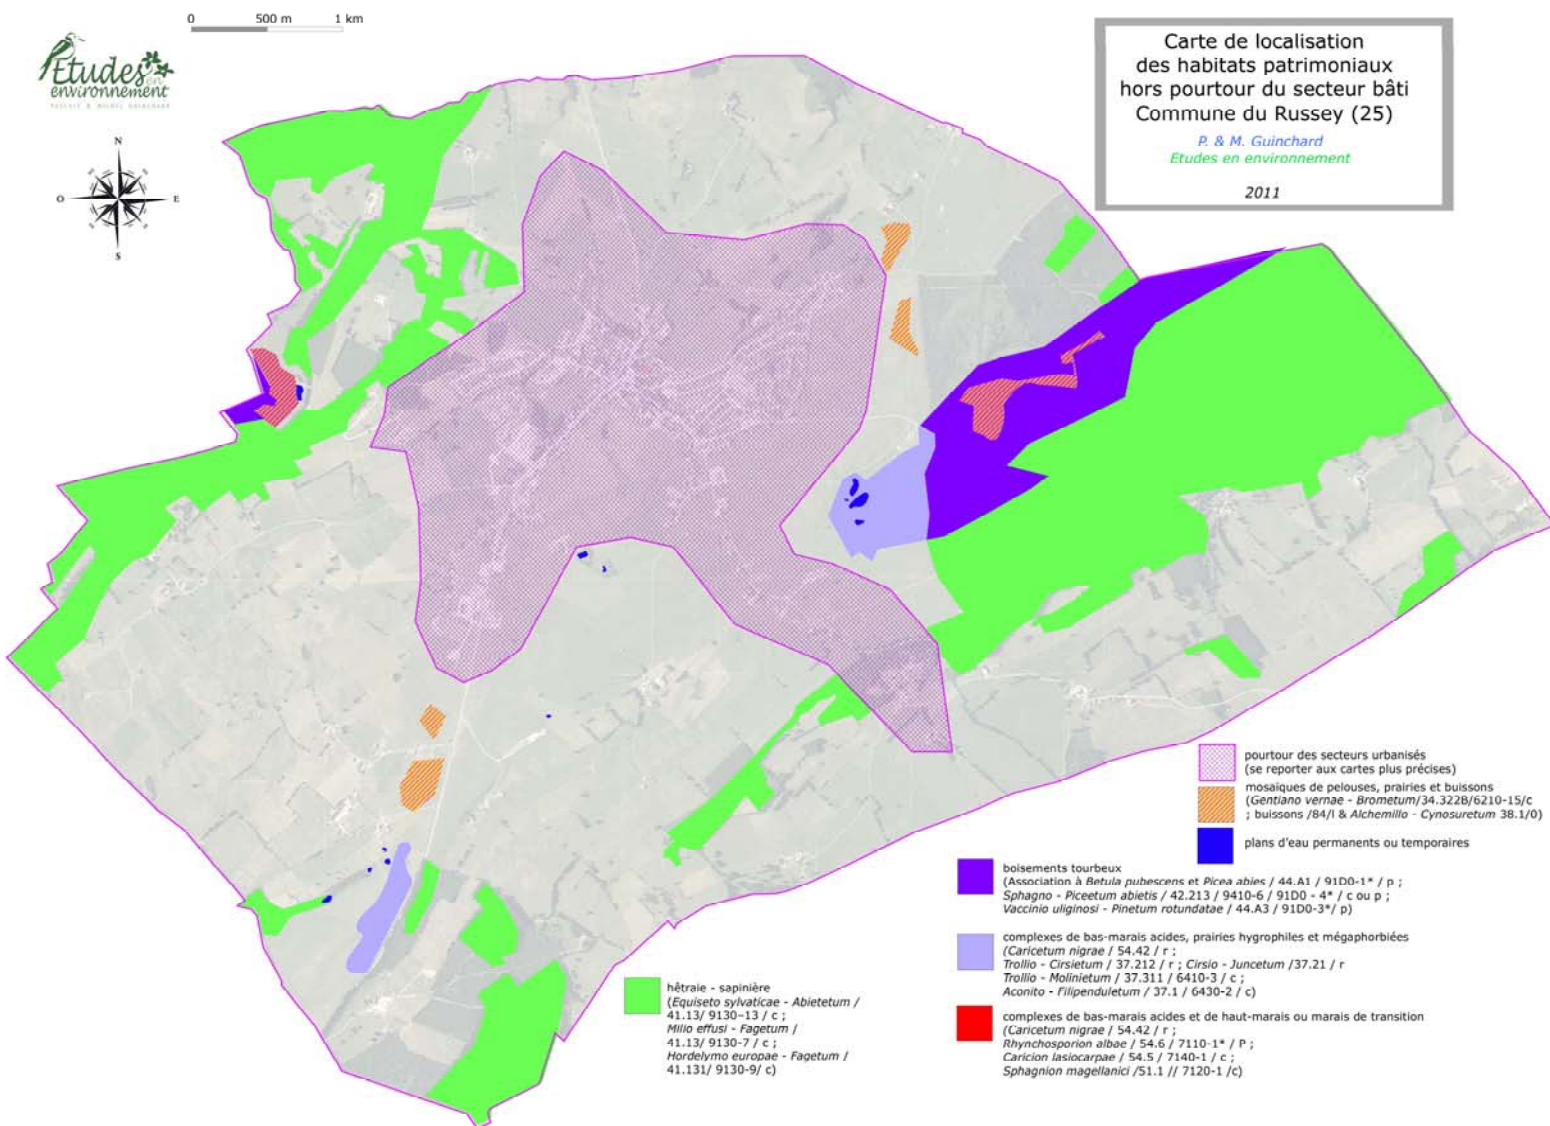 0 500 m 1 km
Etudes
en
environnement
PASCALE & MICHEL GUINCHARD
N
O E
S
Carte de localisation
des habitats patrimoniaux
hors pourtour du secteur bâti
Commune du Russey (25)
P. & M. Guinchard
Etudes en environnement
2011
pourtour des secteurs urbanisés
(se reporter aux cartes plus précises)
mosaïques de pelouses, prairies et buissons
(Gentiano vernae - Brometum/34.322B/6210-15/c
; buissons /84/l & Alchemillo - Cynosuretum 38.1/0)
plans d'eau permanents ou temporaires
boisements tourbeux
(Association à Betula pubescens et Picea abies / 44.A1 / 91D0-1* / p ;
Sphagno - Piceetum abietis / 42.213 / 9410-6 / 91D0 - 4* / c ou p ;
Vaccinio uliginosi - Pinetum rotundatae / 44.A3 / 91D0-3*/ p)
complexes de bas-marais acides, prairies hygrophiles et mégaphorbiées
(Caricetum nigrae / 54.42 / r ;
Trollio - Cirsietum / 37.212 / r ; Cirsio - Juncetum /37.21 / r
Trollio - Molinietum / 37.311 / 6410-3 / c ;
Aconito - Filipenduletum / 37.1 / 6430-2 / c)
complexes de bas-marais acides et de haut-marais ou marais de transition
(Caricetum nigrae / 54.42 / r ;
Rhynchosporion albae / 54.6 / 7110-1* / P ;
Caricion lasiocarpae / 54.5 / 7140-1 / c ;
Sphagnion magellanici /51.1 // 7120-1 /c)
hêtraie - sapinière
(Equiseto sylvaticae - Abietetum /
41.13/ 9130-13 / c ;
Milio effusi - Fagetum /
41.13/ 9130-7 / c ;
Hordelymo europae - Fagetum /
41.131/ 9130-9/ c)